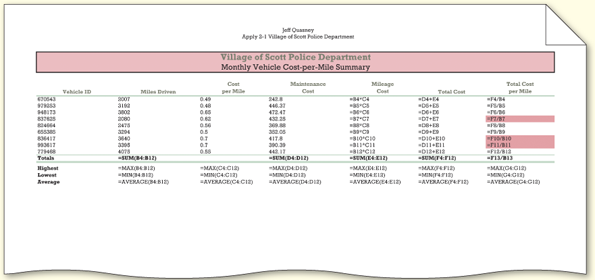 Jeff Quasney
Apply 2-1 Village of Scott Police Department
Village of Scott Police Department
Monthly Vehicle Cost-per-Mile Summary
Vehicle ID Miles Driven Cost per Mile Maintenance Cost Mileage Cost Total Cost Total Cost per Mile
670543 2007 0.49 242.8 =B4*C4 =D4+E4 =F4/B4
979253 3192 0.48 446.37 =B5*C5 =D5+E5 =F5/B5
948173 3802 0.65 472.47 =B6*C6 =D6+E6 =F6/B6
837625 2080 0.62 432.25 =B7*C7 =D7+E7 =F7/B7
824664 2475 0.56 369.88 =B8*C8 =D8+E8 =F8/B8
655385 3294 0.5 352.05 =B9*C9 =D9+E9 =F9/B9
836417 3640 0.7 417.8 =B10*C10 =D10+E10 =F10/B10
993617 3395 0.7 390.39 =B11*C11 =D11+E11 =F11/B11
779468 4075 0.55 442.17 =B12*C12 =D12+E12 =F12/B12
Totals =SUM(B4:B12) =SUM(D4:D12) =SUM(E4:E12) =SUM(F4:F12) =F13/B13
Highest =MAX(B4:B12) =MAX(C4:C12) =MAX(D4:D12) =MAX(E4:E12) =MAX(F4:F12) =MAX(G4:G12)
Lowest =MIN(B4:B12) =MIN(C4:C12) =MIN(D4:D12) =MIN(E4:E12) =MIN(F4:F12) =MIN(G4:G12)
Average =AVERAGE(B4:B12) =AVERAGE(C4:C12) =AVERAGE(D4:D12) =AVERAGE(E4:E12) =AVERAGE(F4:F12) =AVERAGE(G4:G12)